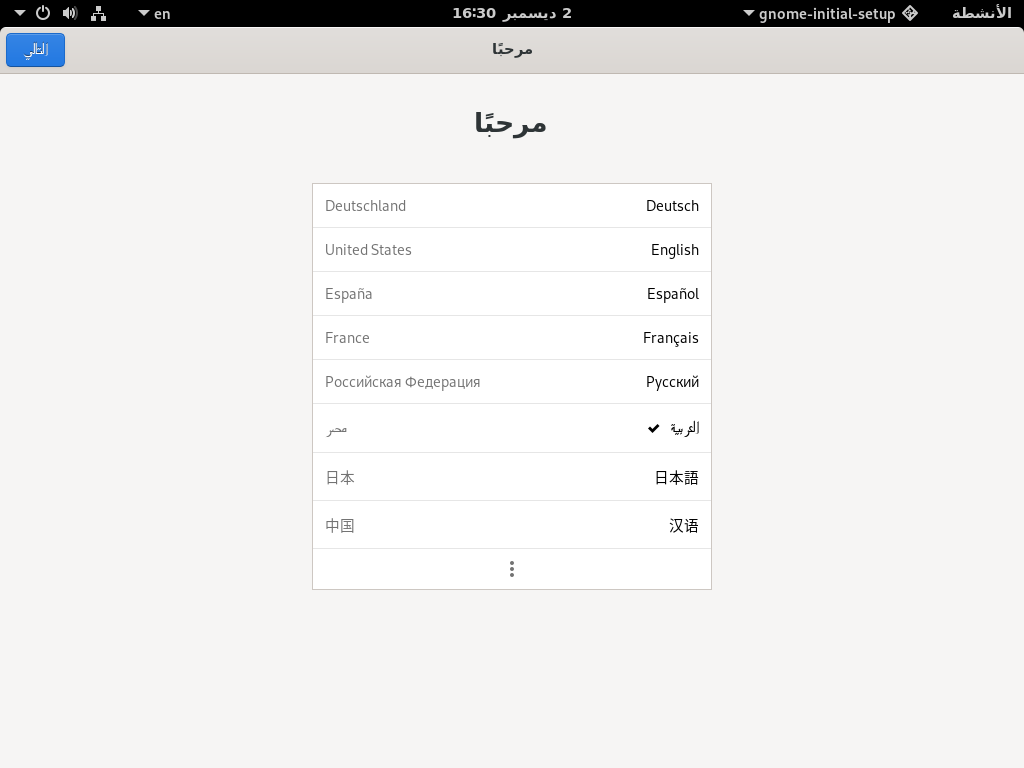 الأنشطة
gnome-initial-setup
2 ديسمبر 16:30
en
مرحبًا
التالي
مرحبًا
Deutsch Deutschland
English United States
Español España
Français France
Русский Российская Федерация
العربية مصر
日本語 日本
汉语 中国